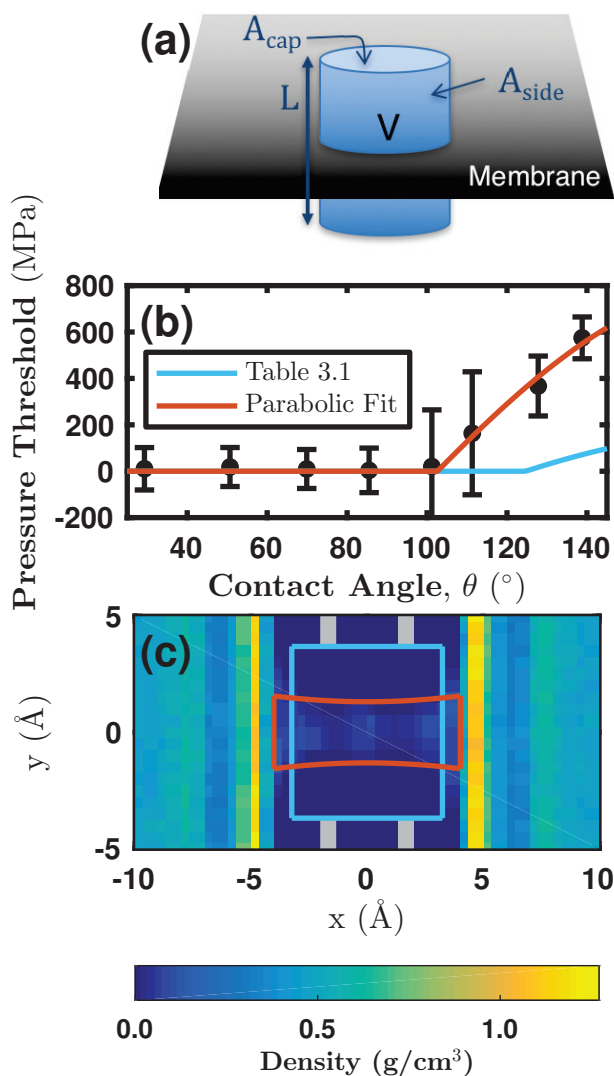 (a)
A_cap
A_side
L
V
Membrane
Pressure Threshold (MPa)
800
600
400
200
0
-200
(b)
Table 3.1
Parabolic Fit
40 60 80 100 120 140
Contact Angle, θ (°)
(c)
y (Å)
5
0
-5
-10 -5 0 5 10
x (Å)
0.0 0.5 1.0
Density (g/cm³)